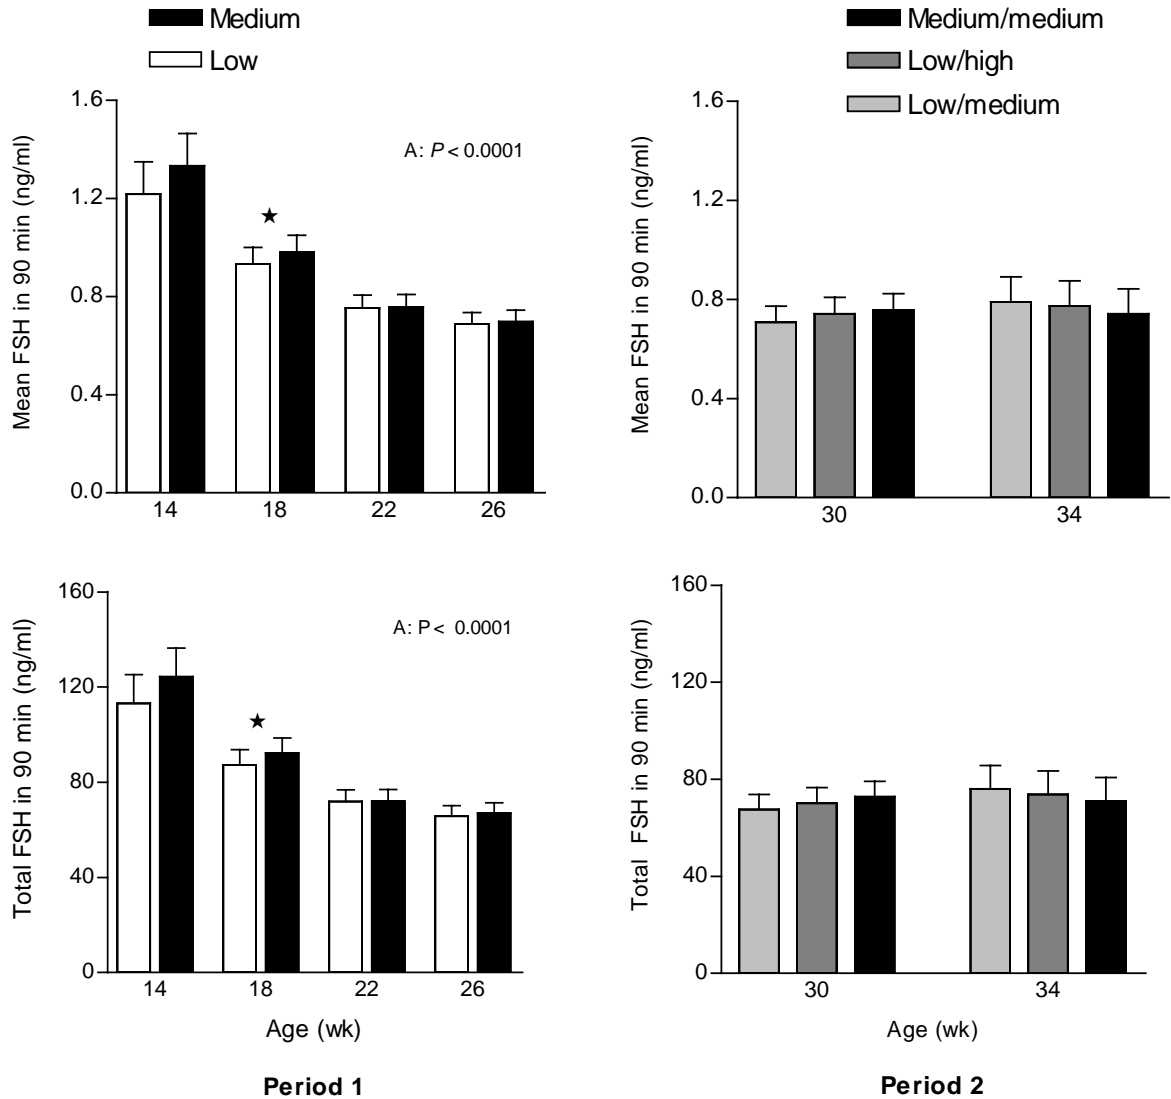 Medium
Low
Mean FSH in 90 min (ng/ml)
1.6
1.2
0.8
0.4
0.0
A: P < 0.0001
★
14 18 22 26
Medium/medium
Low/high
Low/medium
Mean FSH in 90 min (ng/ml)
1.6
1.2
0.8
0.4
0.0
30 34
Total FSH in 90 min (ng/ml)
160
120
80
40
0
A: P < 0.0001
★
14 18 22 26
Age (wk)
Period 1
Total FSH in 90 min (ng/ml)
160
120
80
40
0
30 34
Age (wk)
Period 2